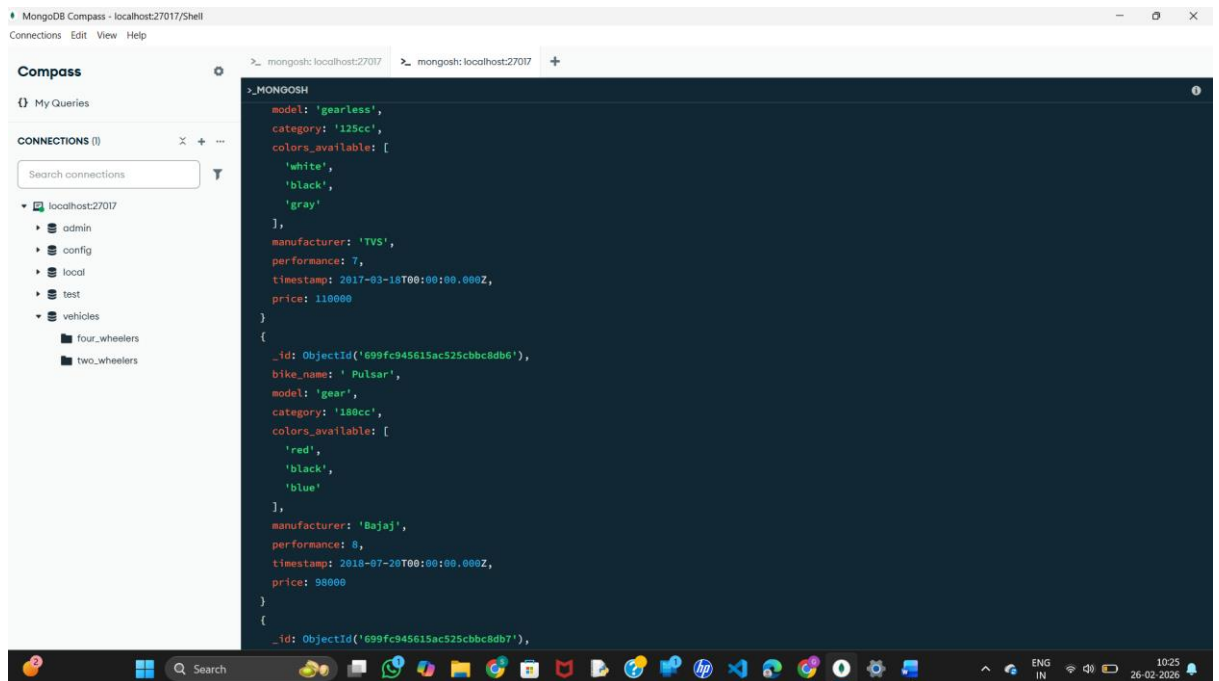 MongoDB Compass - localhost:27017/Shell
Connections Edit View Help
Compass
{} My Queries
CONNECTIONS (1)
Search connections
localhost:27017
admin
config
local
test
vehicles
four_wheelers
two_wheelers
>_ mongosh: localhost:27017 >_ mongosh: localhost:27017 +
>_MONGOSH
model: 'gearless',
category: '125cc',
colors_available: [
'white',
'black',
'gray'
],
manufacturer: 'TVS',
performance: 7,
timestamp: 2017-03-18T00:00:00.000Z,
price: 110000
}
{
_id: ObjectId('699fc945615ac525cbbc8db6'),
bike_name: ' Pulsar',
model: 'gear',
category: '180cc',
colors_available: [
'red',
'black',
'blue'
],
manufacturer: 'Bajaj',
performance: 8,
timestamp: 2018-07-20T00:00:00.000Z,
price: 98000
}
{
_id: ObjectId('699fc945615ac525cbbc8db7'),
2
Search
hp
ENG
IN
10:25
26-02-2026